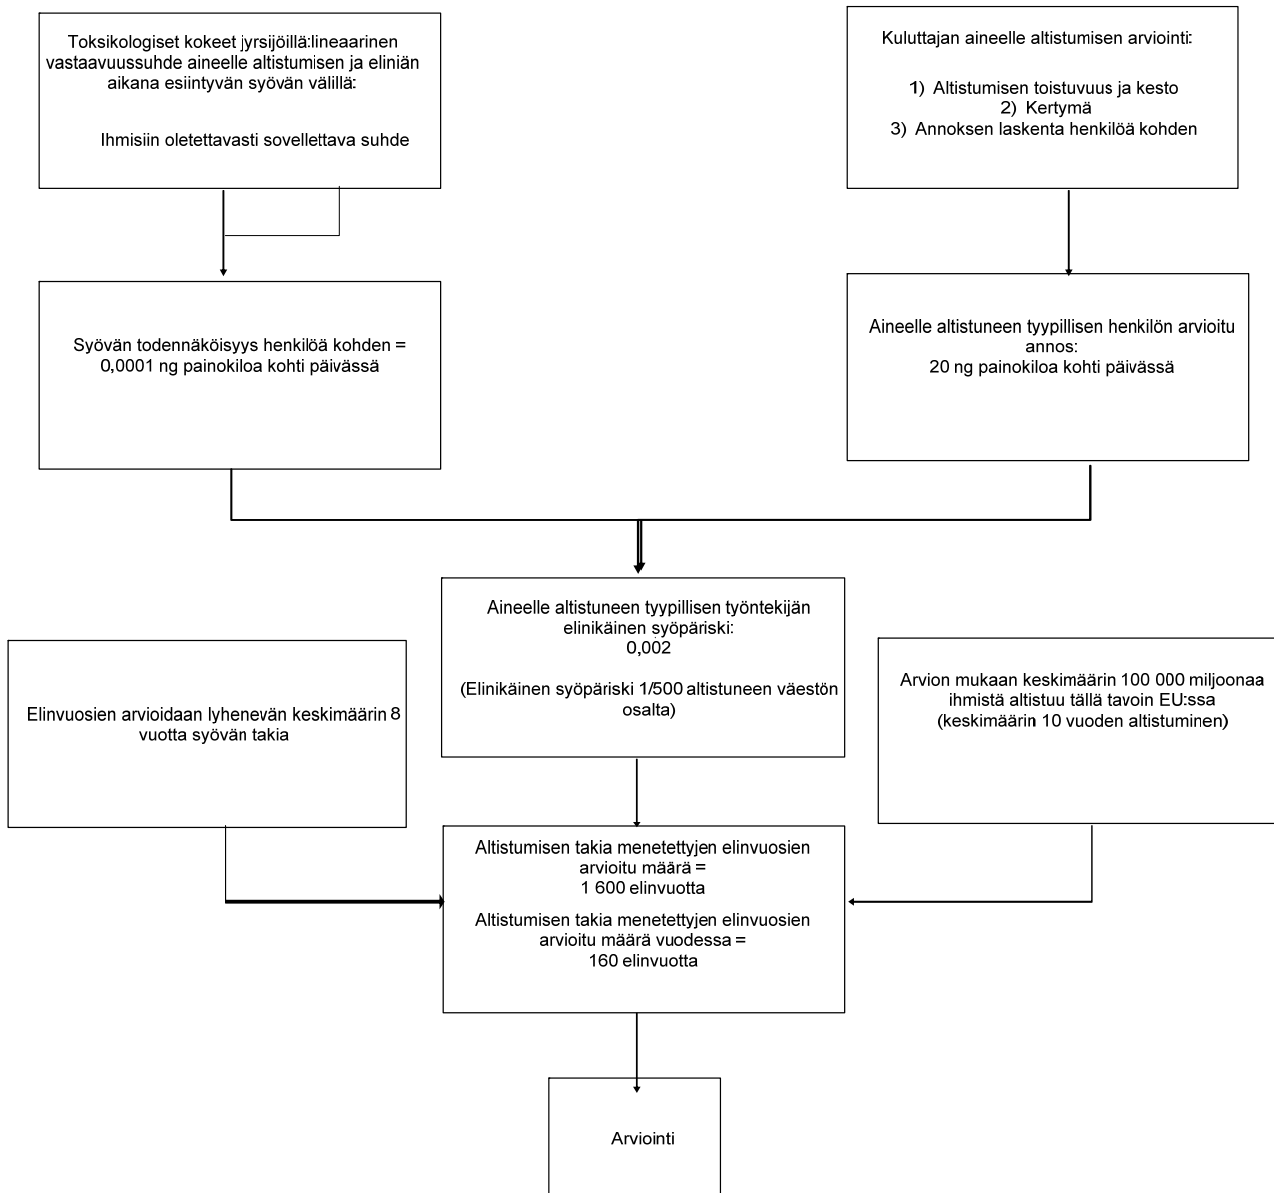 Toksikologiset kokeet jyrsijöillä:lineaarinen
vastaavuussuhde aineelle altistumisen ja eliniän
aikana esiintyvän syövän välillä:
Ihmisiin oletettavasti sovellettava suhde
Kuluttajan aineelle altistumisen arviointi:
1) Altistumisen toistuvuus ja kesto
2) Kertymä
3) Annoksen laskenta henkilöä kohden
Syövän todennäköisyys henkilöä kohden =
0,0001 ng painokiloa kohti päivässä
Aineelle altistuneen tyypillisen henkilön arvioitu
annos:
20 ng painokiloa kohti päivässä
Aineelle altistuneen tyypillisen työntekijän
elinikäinen syöpäriski:
0,002
(Elinikäinen syöpäriski 1/500 altistuneen väestön
osalta)
Elinvuosien arvioidaan lyhenevän keskimäärin 8
vuotta syövän takia
Arvion mukaan keskimäärin 100 000 miljoonaa
ihmistä altistuu tällä tavoin EU:ssa
(keskimäärin 10 vuoden altistuminen)
Altistumisen takia menetettyjen elinvuosien
arvioitu määrä =
1 600 elinvuotta
Altistumisen takia menetettyjen elinvuosien
arvioitu määrä vuodessa =
160 elinvuotta
Arviointi